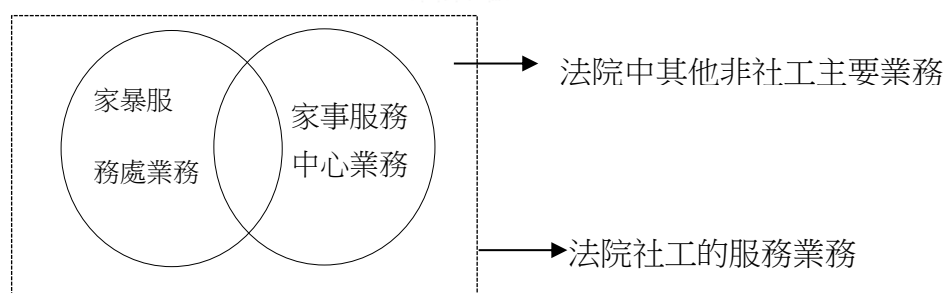 家暴服
務處業務
家事服務
中心業務
法院中其他非社工主要業務
法院社工的服務業務